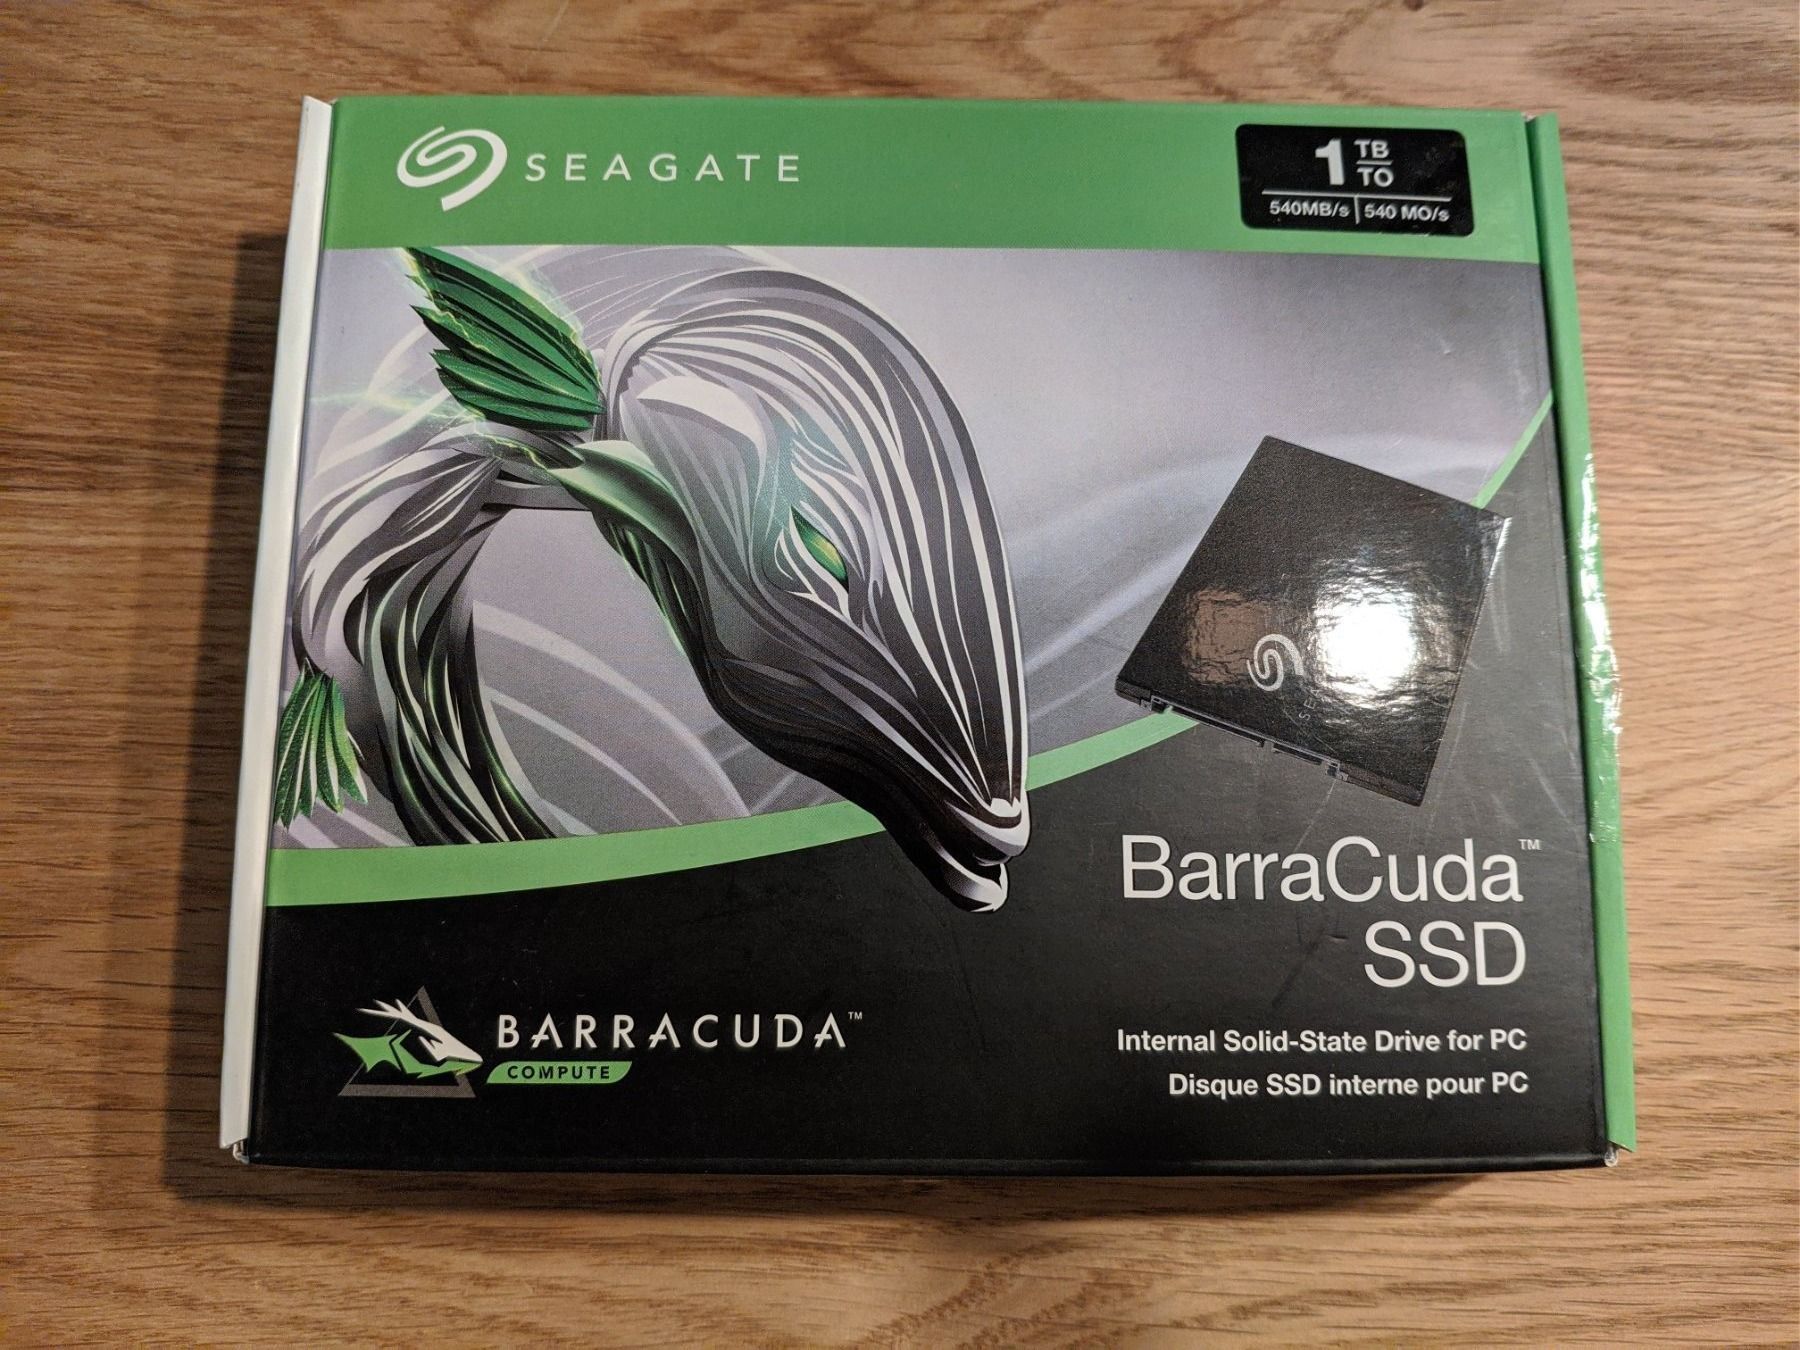 SEAGATE
1 TB
TO
540MB/s | 540 MO/s
BarraCuda™
SSD
BARRACUDA™
COMPUTE
Internal Solid-State Drive for PC
Disque SSD interne pour PC